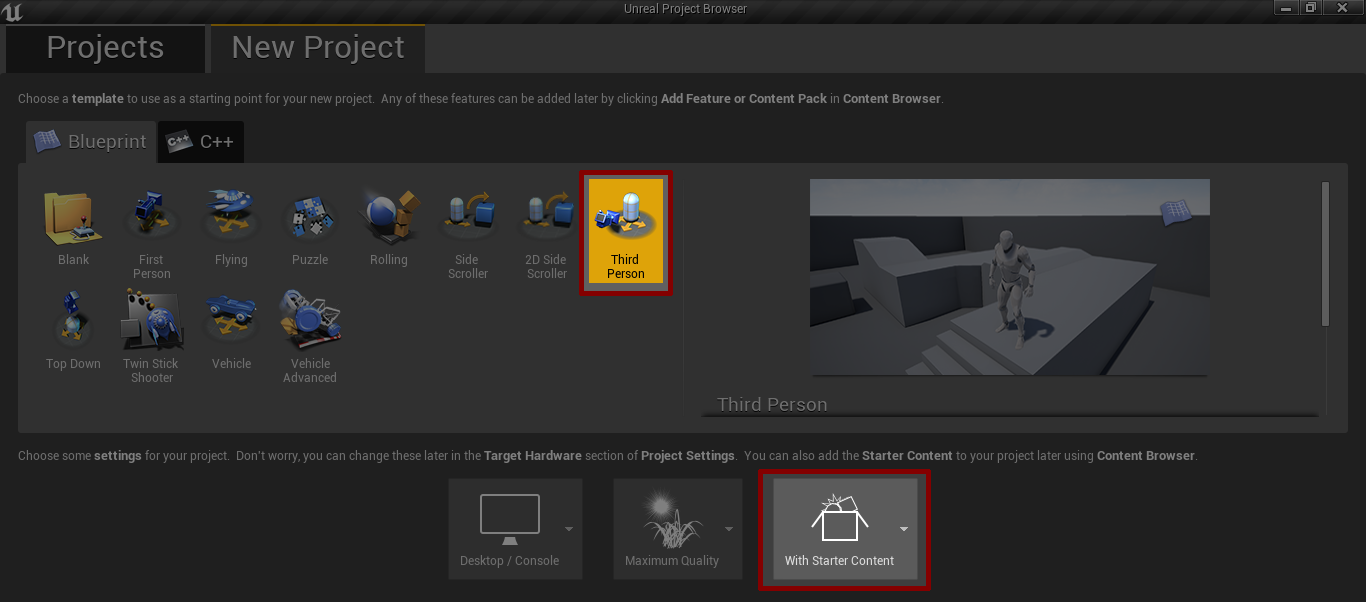 Unreal Project Browser
Projects
New Project
Choose a template to use as a starting point for your new project. Any of these features can be added later by clicking Add Feature or Content Pack in Content Browser.
Blueprint
C++
C++
Blank
First
Person
Flying
Puzzle
Rolling
Side
Scroller
2D Side
Scroller
Third
Person
Top Down
Twin Stick
Shooter
Vehicle
Vehicle
Advanced
Third Person
Choose some settings for your project. Don't worry, you can change these later in the Target Hardware section of Project Settings. You can also add the Starter Content to your project later using Content Browser.
Desktop / Console
Maximum Quality
With Starter Content